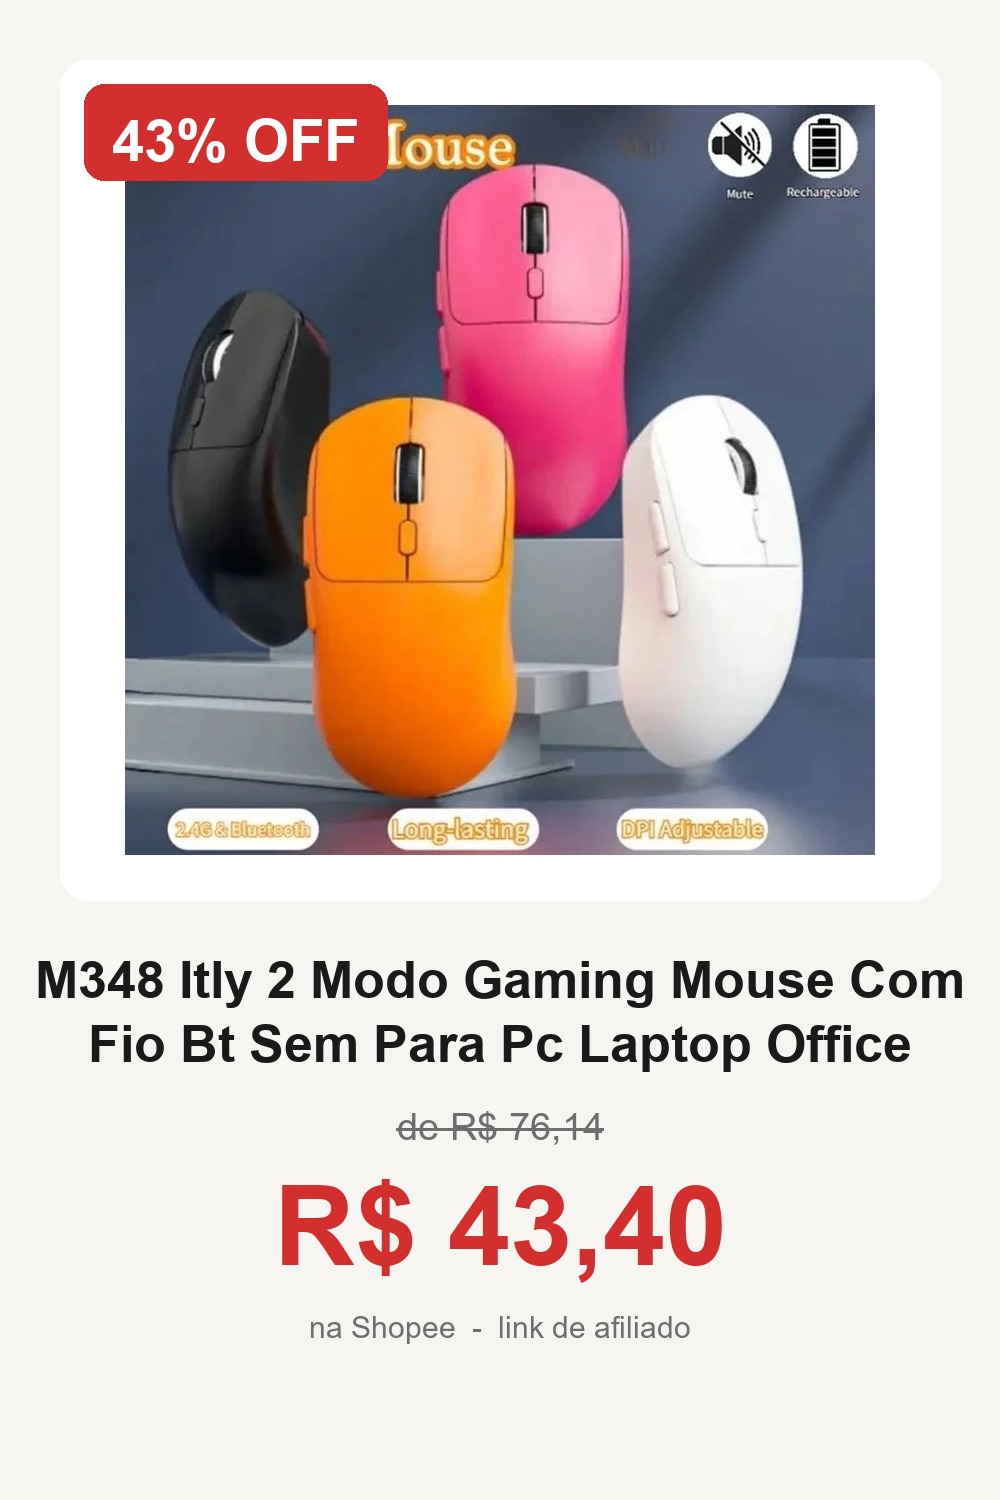 43% OFF
Mouse
Mute
Rechargeable
2.4G & Bluetooth
Long-lasting
DPI Adjustable
M348 Itly 2 Modo Gaming Mouse Com
Fio Bt Sem Para Pc Laptop Office
de R$ 76,14
R$ 43,40
na Shopee - link de afiliado